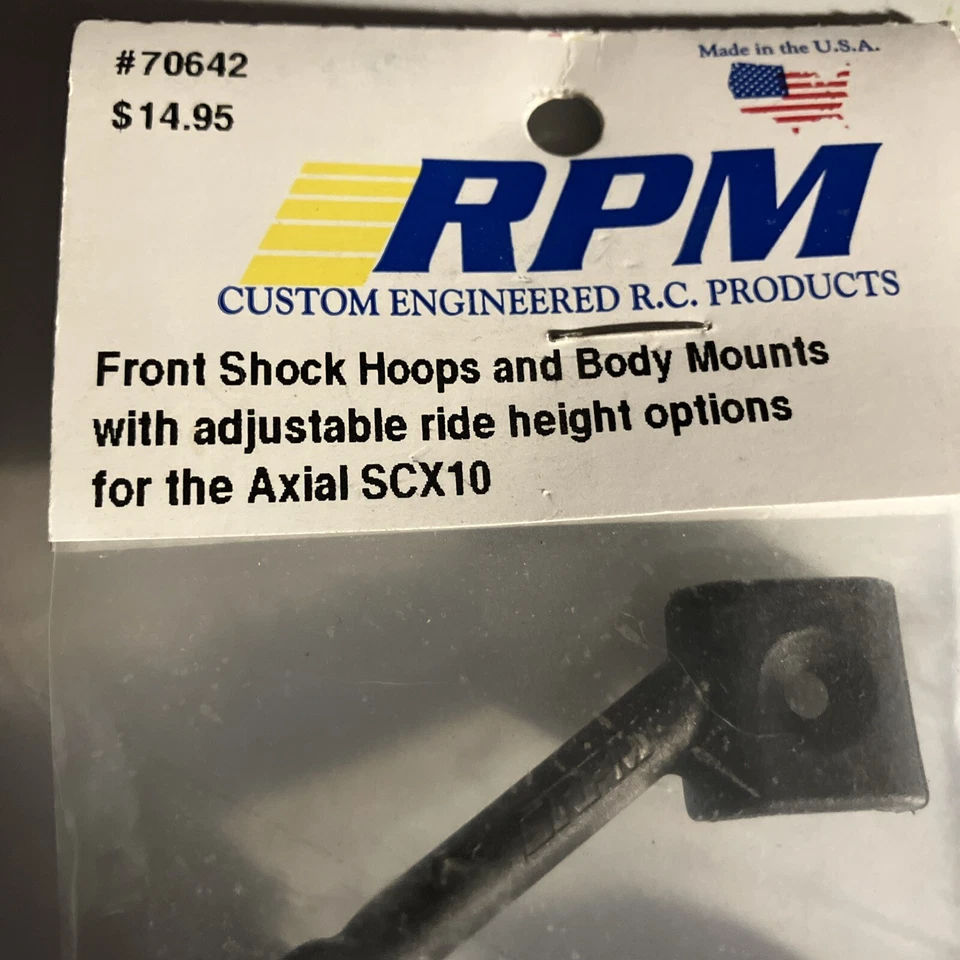 #70642
$14.95
Made in the U.S.A.
RPM
CUSTOM ENGINEERED R.C. PRODUCTS
Front Shock Hoops and Body Mounts
with adjustable ride height options
for the Axial SCX10
RPM